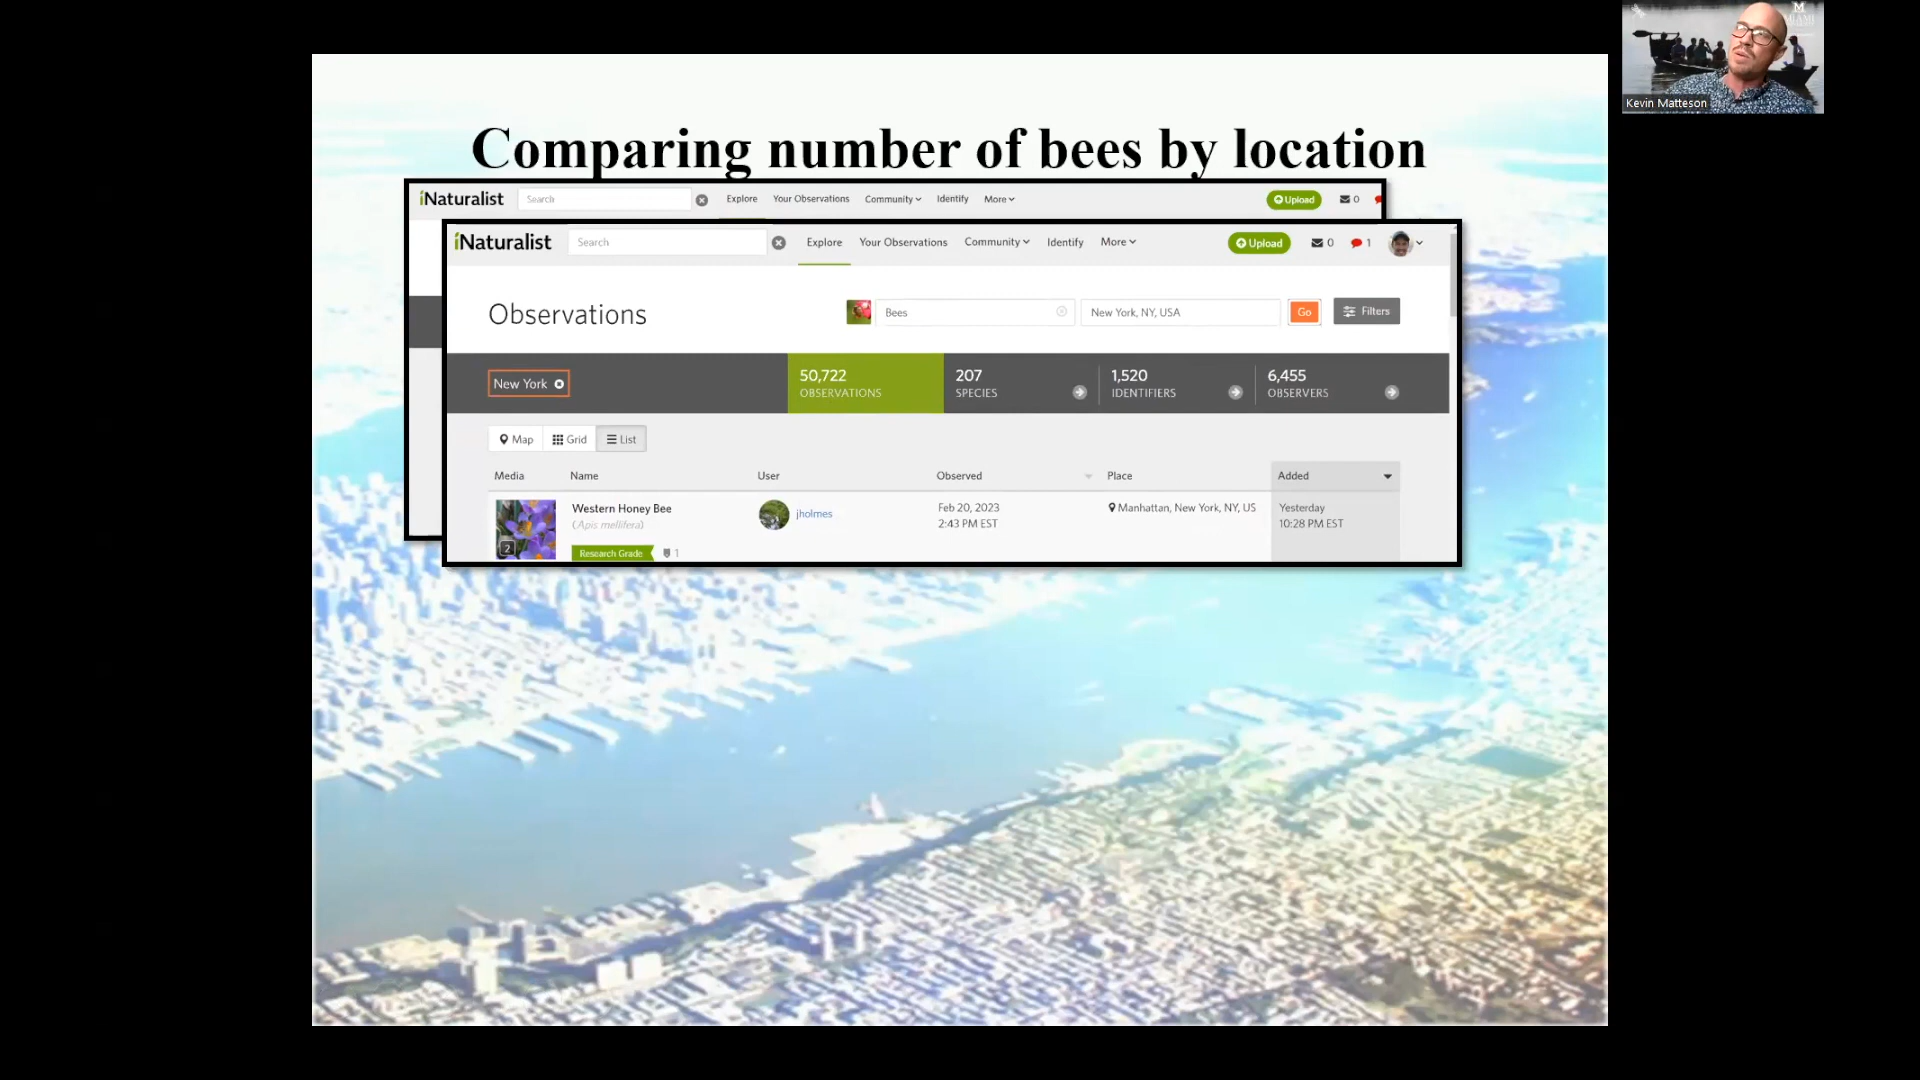 MIAMI
Kevin Matteson
Comparing number of bees by location
iNaturalist Search Explore Your Observations Community Identify More Upload 0
iNaturalist Search Explore Your Observations Community Identify More Upload 0 1
Observations Bees New York, NY, USA Go Filters
New York
50,722 207 1,520 6,455
OBSERVATIONS SPECIES IDENTIFIERS OBSERVERS
Map Grid List
Media Name User Observed Place Added
Western Honey Bee jholmes Feb 20, 2023 Manhattan, New York, NY, US Yesterday
(Apis mellifera) 2:43 PM EST 10:28 PM EST
2 Research Grade 1